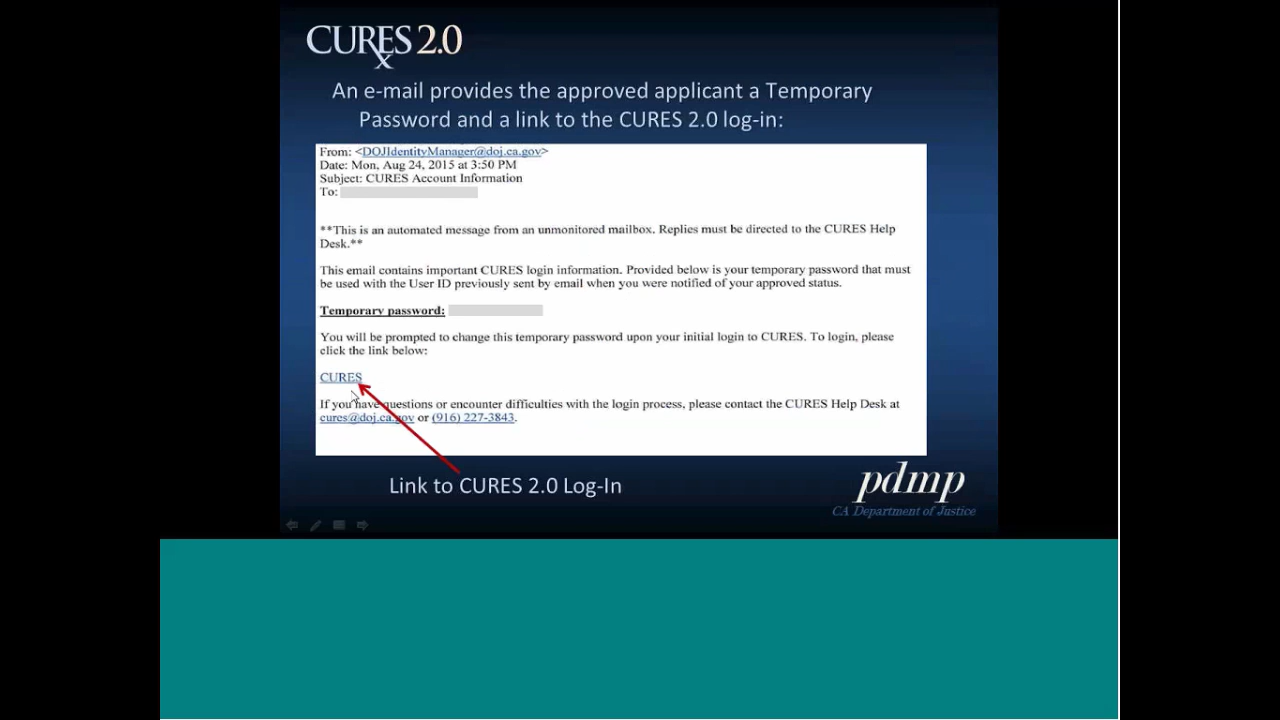 CURES 2.0
An e-mail provides the approved applicant a Temporary
Password and a link to the CURES 2.0 log-in:
From: <DOJIdentityManager@doj.ca.gov>
Date: Mon, Aug 24, 2015 at 3:50 PM
Subject: CURES Account Information
To:
**This is an automated message from an unmonitored mailbox. Replies must be directed to the CURES Help
Desk.**
This email contains important CURES login information. Provided below is your temporary password that must
be used with the User ID previously sent by email when you were notified of your approved status.
Temporary password:
You will be prompted to change this temporary password upon your initial login to CURES. To login, please
click the link below:
CURES
If you have questions or encounter difficulties with the login process, please contact the CURES Help Desk at
cures@doj.ca.gov or (916) 227-3843.
Link to CURES 2.0 Log-In
pdmp
CA Department of Justice